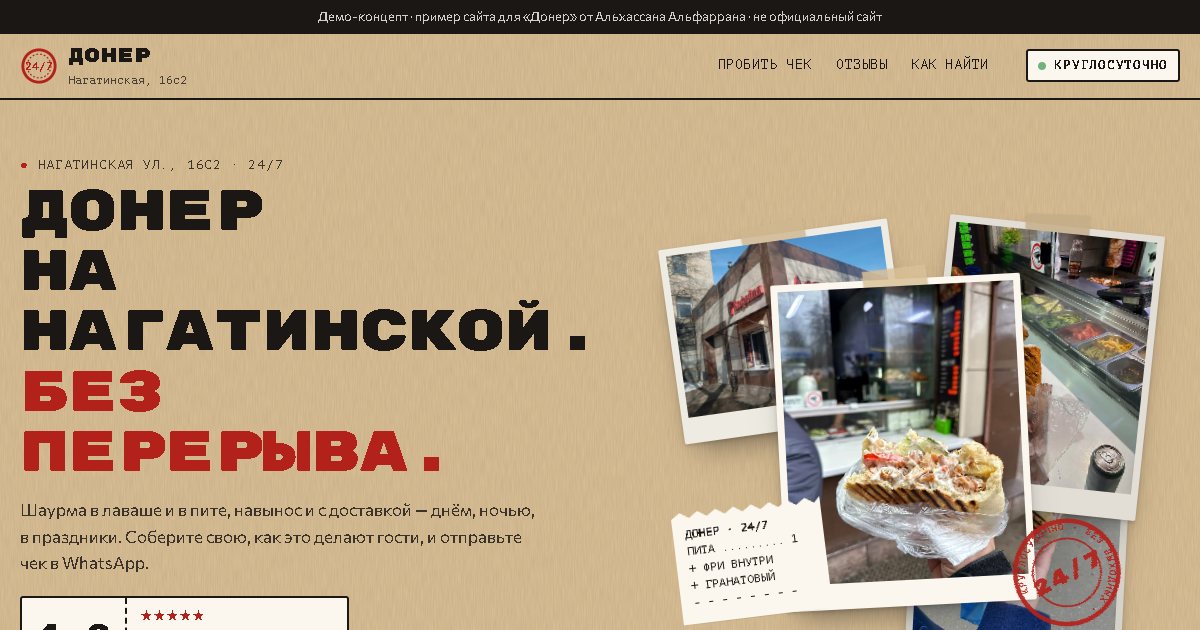 Демо-концепт · пример сайта для «Донер» от Альхассана Альфаррана · не официальный сайт
24/7
ДОНЕР
Нагатинская, 16с2
ПРОБИТЬ ЧЕК
ОТЗЫВЫ
КАК НАЙТИ
КРУГЛОСУТОЧНО
НАГАТИНСКАЯ УЛ., 16С2 · 24/7
ДОНЕР
НА
НАГАТИНСКОЙ.
БЕЗ
ПЕРЕРЫВА.
Шаурма в лаваше и в пите, навынос и с доставкой — днём, ночью,
в праздники. Соберите свою, как это делают гости, и отправьте
чек в WhatsApp.
ДОНЕР · 24/7
ПИТА ......... 1
+ ФРИ ВНУТРИ
+ ГРАНАТОВЫЙ
- - - - - - - -
КРУГЛОСУТОЧНО · БЕЗ ВЫХОДНЫХ ·
24/7